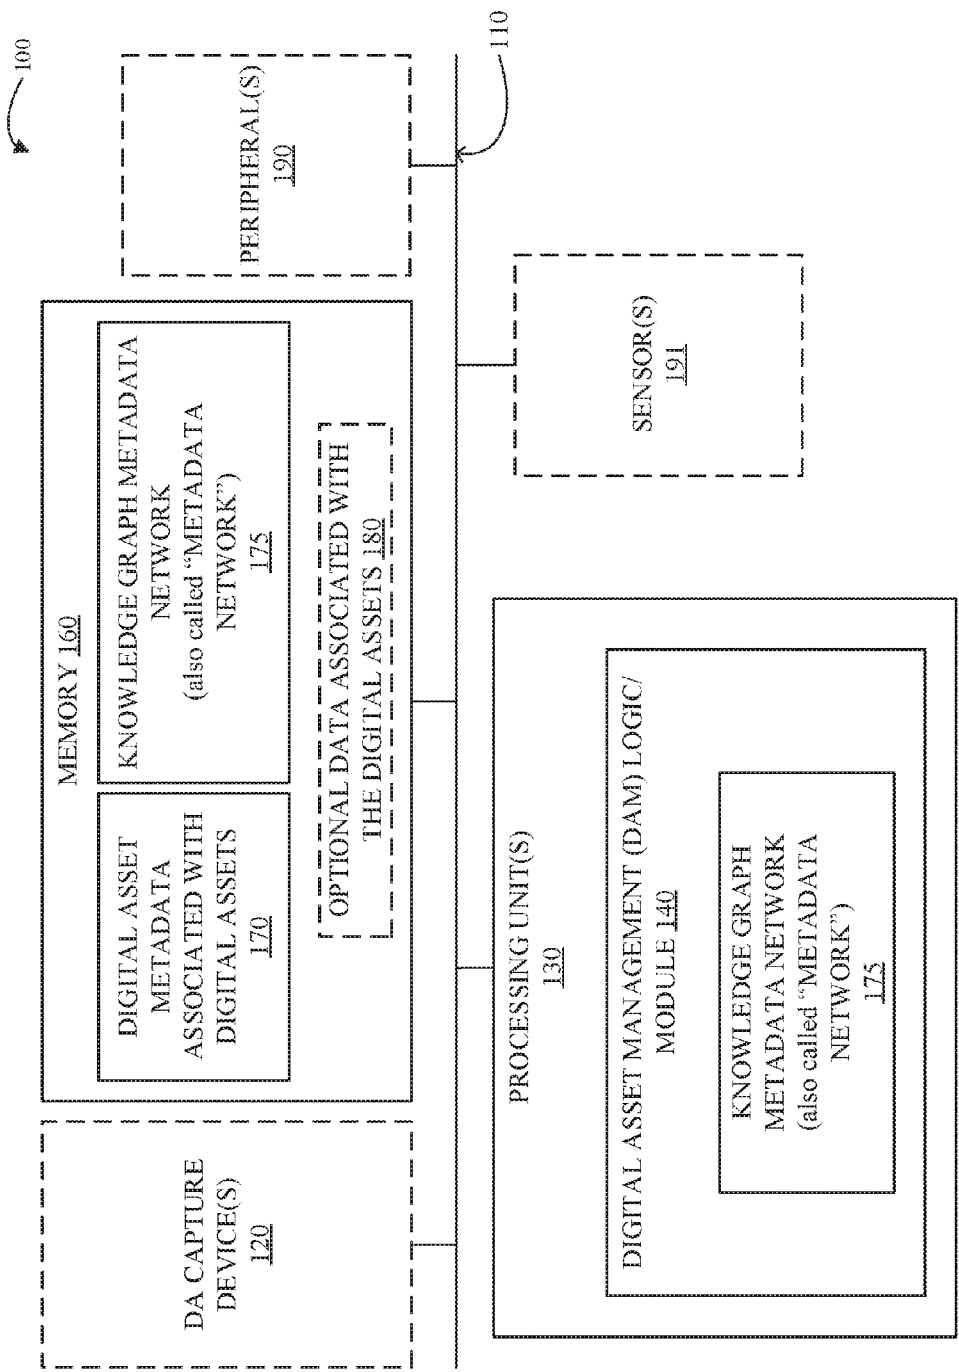 100
DA CAPTURE
DEVICE(S)
120
MEMORY 160
DIGITAL ASSET
METADATA
ASSOCIATED WITH
DIGITAL ASSETS
170
KNOWLEDGE GRAPH METADATA
NETWORK
(also called “METADATA
NETWORK”)
175
OPTIONAL DATA ASSOCIATED WITH
THE DIGITAL ASSETS 180
PERIPHERAL(S)
190
110
PROCESSING UNIT(S)
130
DIGITAL ASSET MANAGEMENT (DAM) LOGIC/
MODULE 140
KNOWLEDGE GRAPH
METADATA NETWORK
(also called “METADATA
NETWORK”)
175
SENSOR(S)
191